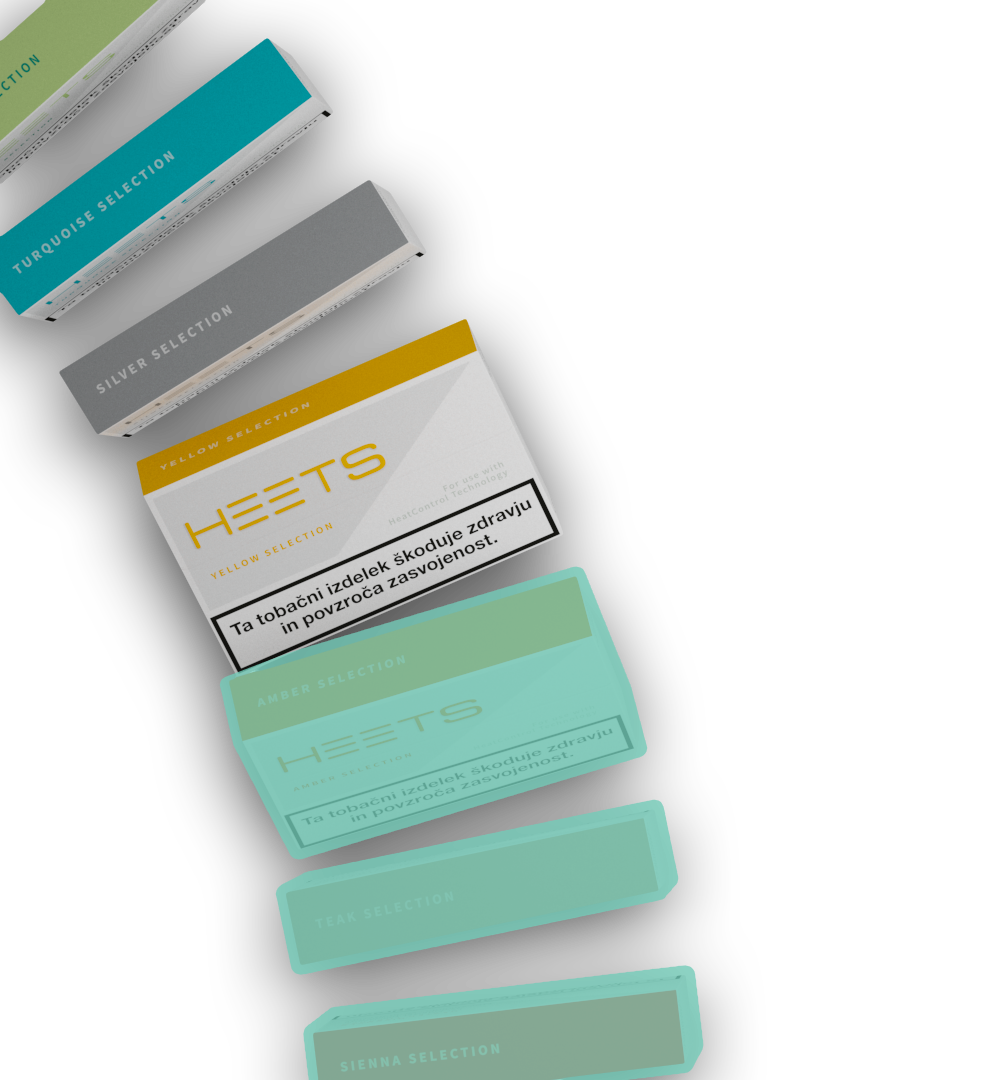 CTION
TURQUOISE SELECTION
SILVER SELECTION
YELLOW SELECTION
HEETS
YELLOW SELECTION
For use with
HeatControl Technology
Ta tobačni izdelek škoduje zdravju
in povzroča zasvojenost.
AMBER SELECTION
HEETS
AMBER SELECTION
Ta tobačni izdelek škoduje zdravju
in povzroča zasvojenost.
TEAK SELECTION
SIENNA SELECTION